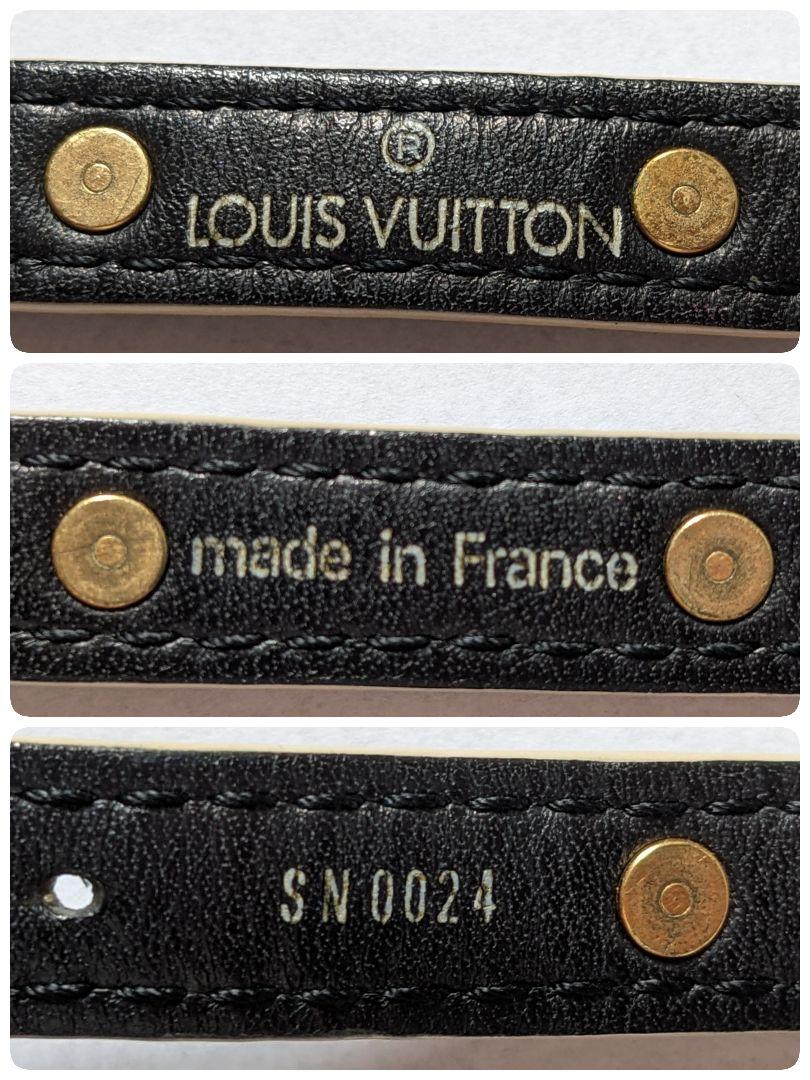 ®
LOUIS VUITTON
made in France
SN0024